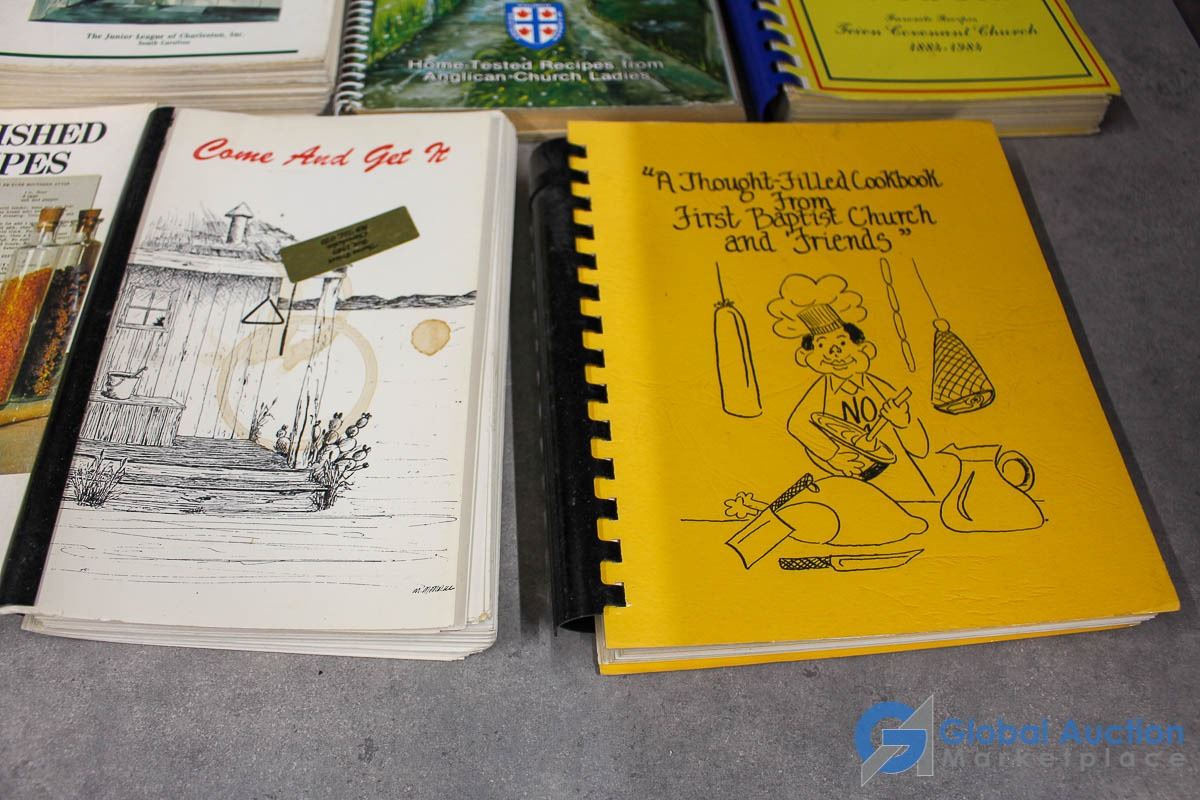 The Junior League of Charleston, Inc.
South Carolina
Home-Tested Recipes from
Anglican Church Ladies
Favorite Recipes
Covenant Church
1884-1984
ISHED
PES
Come And Get It
"A Thought-Filled Cookbook
From
First Baptist Church
and "Friends"
NO
Global Auction
Marketplace